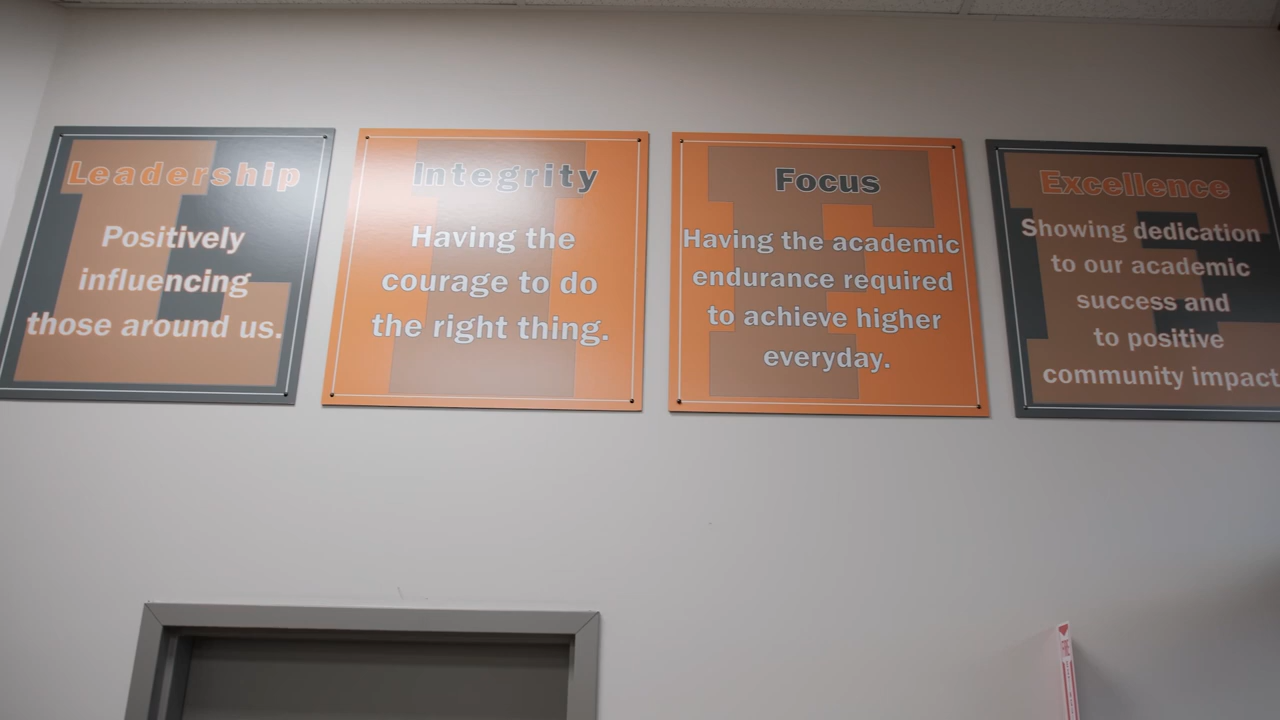 Leadership
Positively
influencing
those around us.
Integrity
Having the
courage to do
the right thing.
Focus
Having the academic
endurance required
to achieve higher
everyday.
Excellence
Showing dedication
to our academic
success and
to positive
community impact